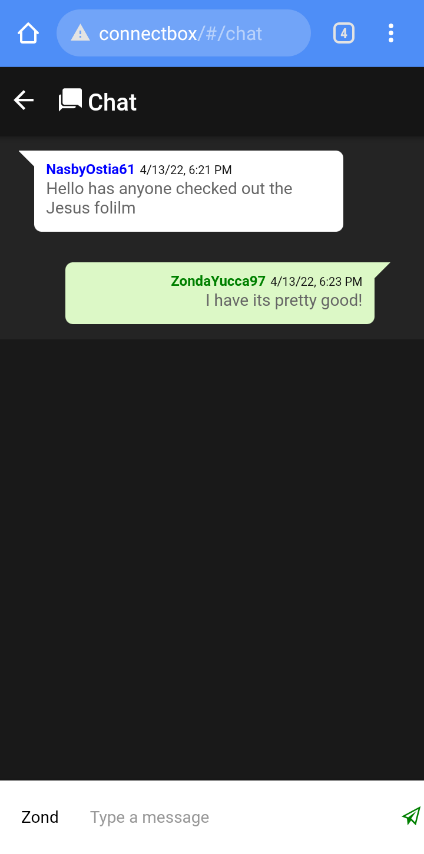 connectbox/#/chat
4
Chat
NasbyOstia61 4/13/22, 6:21 PM
Hello has anyone checked out the
Jesus folilm
ZondaYucca97 4/13/22, 6:23 PM
I have its pretty good!
Zond
Type a message